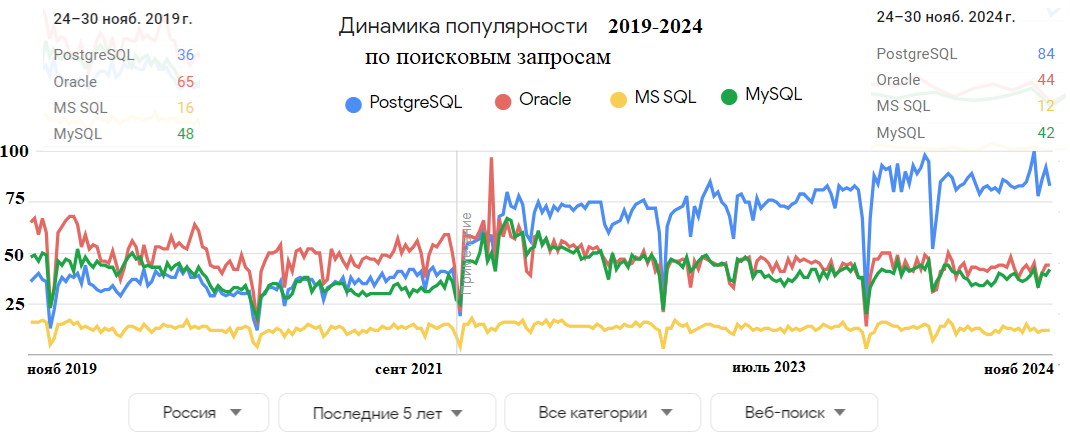 24–30 нояб. 2019 г.
PostgreSQL 36
Oracle 65
MS SQL 16
MySQL 48
Динамика популярности 2019-2024
по поисковым запросам
PostgreSQL Oracle MS SQL MySQL
24–30 нояб. 2024 г.
PostgreSQL 84
Oracle 44
MS SQL 12
MySQL 42
100
75
50
25
Примечание
нояб 2019 сент 2021 июль 2023 нояб 2024
Россия Последние 5 лет Все категории Веб-поиск